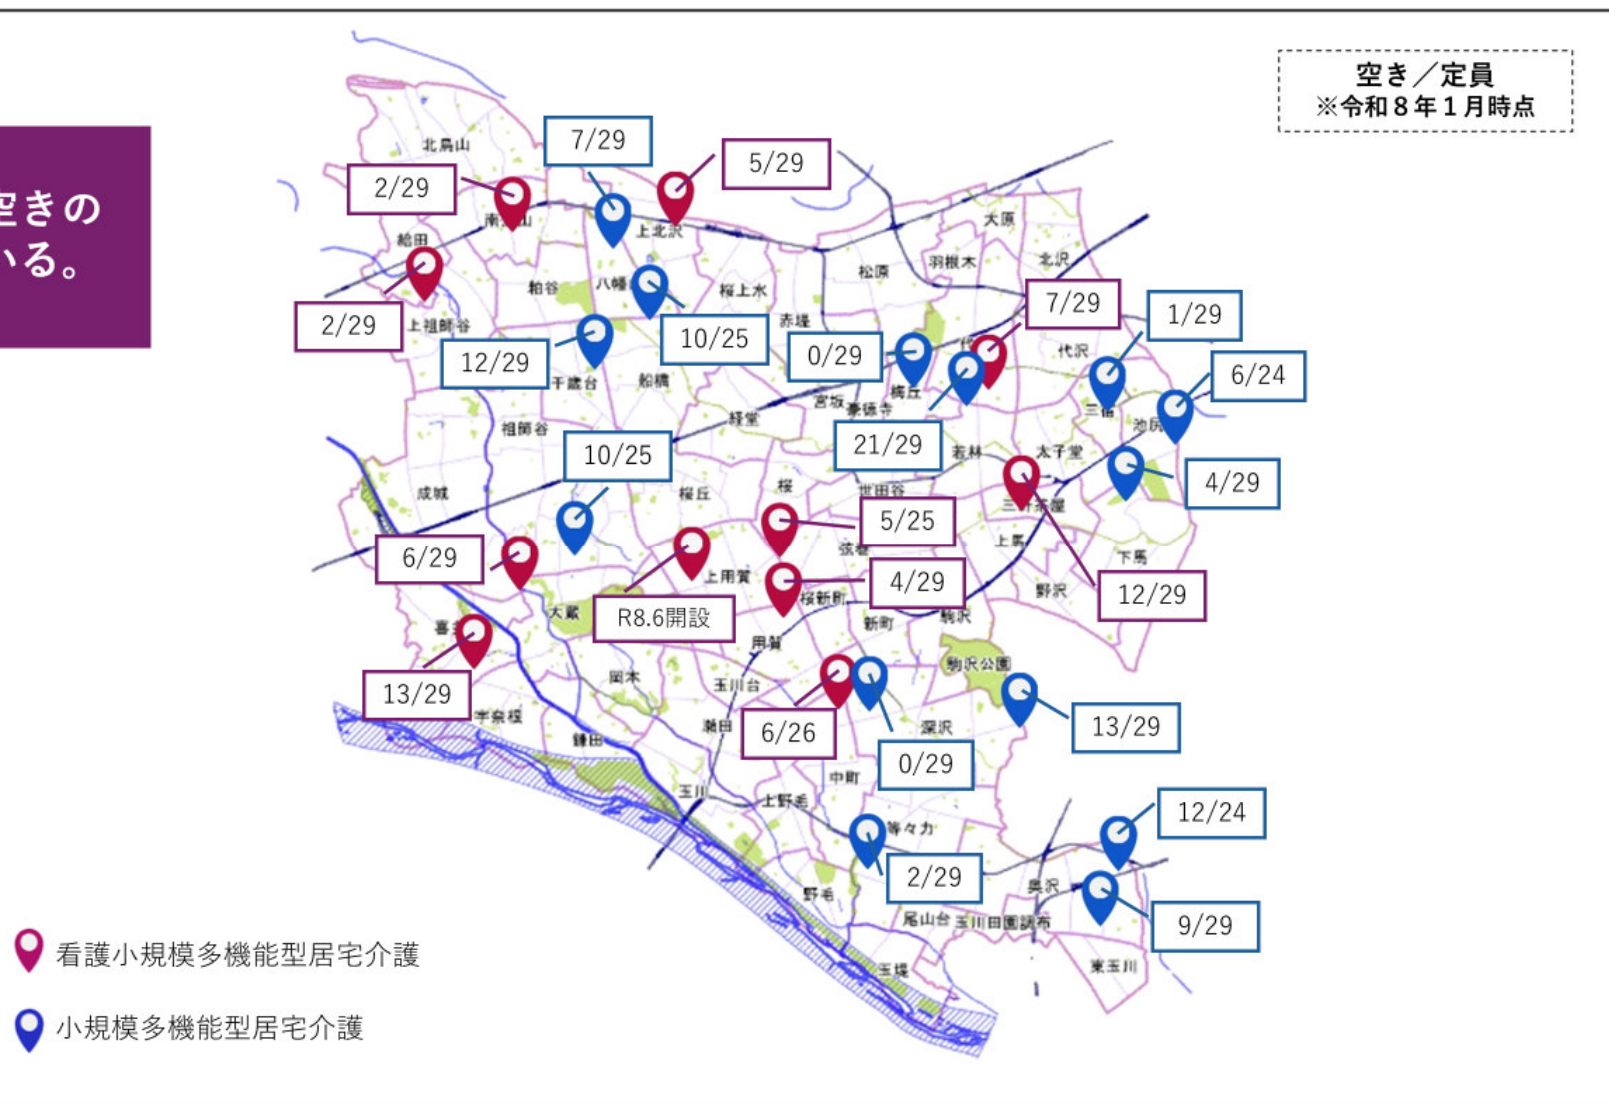 空き／定員
※令和８年１月時点
空きの
いる。
北烏山
7/29
5/29
2/29
上北沢
大原
給田
松原
羽根木
北沢
粕谷
八幡
桜上水
7/29
1/29
2/29
上祖師谷
赤堤
10/25
12/29
0/29
代沢
6/24
千歳台
船橋
梅丘
宮坂
豪徳寺
三宿
池尻
経堂
祖師谷
10/25
21/29
若林
太子堂
4/29
成城
桜丘
桜
世田谷
三軒茶屋
5/25
6/29
弦巻
上馬
下馬
上用賀
4/29
桜新町
野沢
12/29
大蔵
R8.6開設
新町
駒沢
用賀
駒沢公園
13/29
岡本
玉川台
宇奈根
瀬田
6/26
深沢
13/29
鎌田
0/29
中町
玉川
上野毛
12/24
等々力
2/29
奥沢
野毛
尾山台
玉川田園調布
9/29
玉堤
東玉川
看護小規模多機能型居宅介護
小規模多機能型居宅介護